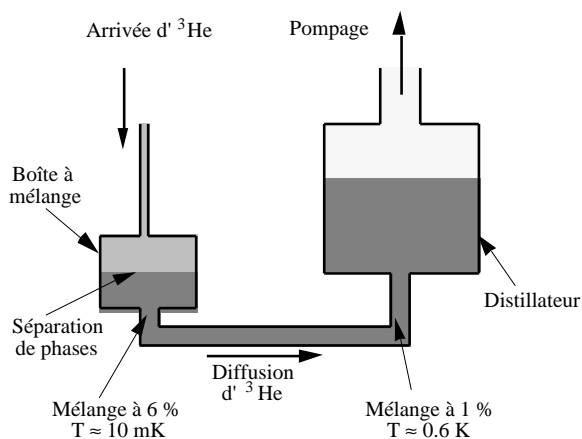 Arrivée d' ³He
Pompage
Boîte à
mélange
Séparation
de phases
Distillateur
Diffusion
d' ³He
Mélange à 6 %
T ≈ 10 mK
Mélange à 1 %
T ≈ 0.6 K